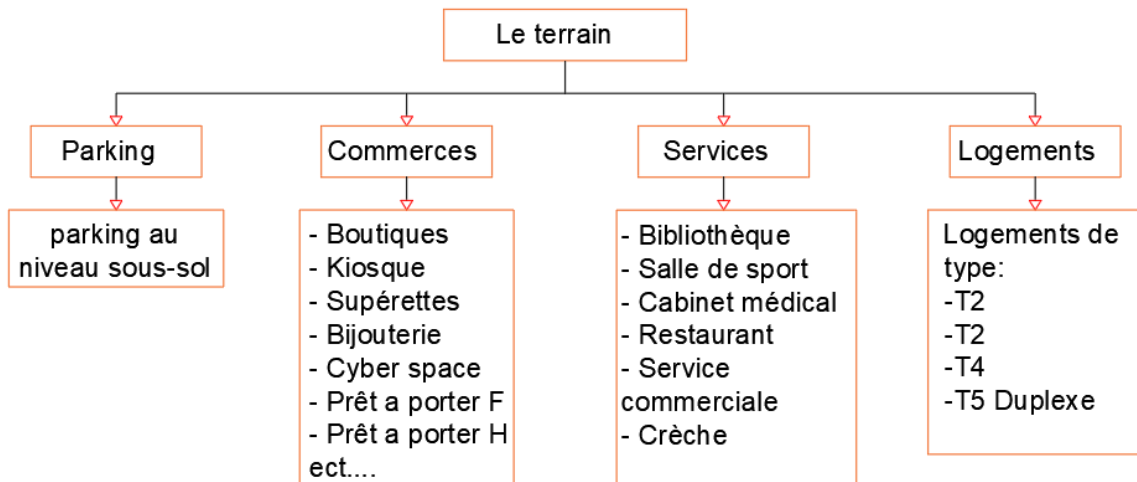 Le terrain
Parking
Commerces
Services
Logements
parking au
niveau sous-sol
- Boutiques
- Kiosque
- Supérettes
- Bijouterie
- Cyber space
- Prêt a porter F
- Prêt a porter H
ect....
- Bibliothèque
- Salle de sport
- Cabinet médical
- Restaurant
- Service
commerciale
- Crèche
Logements de
type:
-T2
-T2
-T4
-T5 Duplexe